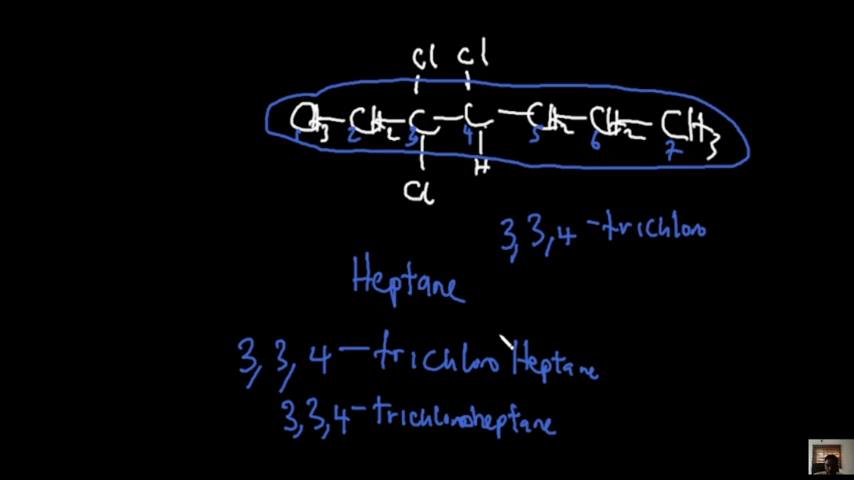 Cl Cl
CH3-CH2-C-C-CH2-CH2-CH3
1 2 3 4 5 6 7
Cl H
3,3,4-trichloro
Heptane
3,3,4-trichloro Heptane
3,3,4-trichloroheptane